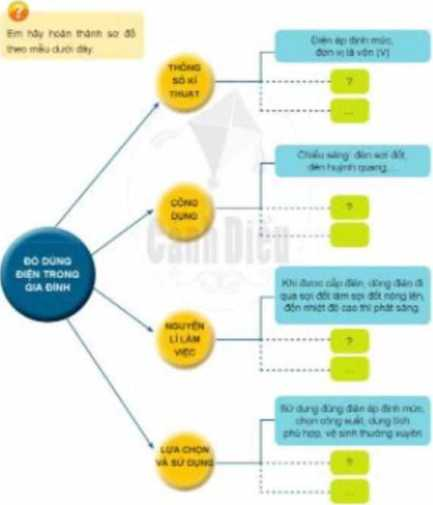 ?
Em hãy hoàn thành sơ đồ
theo mẫu dưới đây.
THÔNG
SỐ KĨ
THUẬT
Điện áp định mức,
đơn vị là vôn (V)
?
...
CÔNG
DỤNG
Chiếu sáng: đèn sợi đốt,
đèn huỳnh quang,...
?
...
Cánh Diều
ĐỒ DÙNG
ĐIỆN TRONG
GIA ĐÌNH
NGUYÊN
LÍ LÀM
VIỆC
Khi được cấp điện, dòng điện đi
qua sợi đốt làm sợi đốt nóng lên,
đến nhiệt độ cao thì phát sáng.
?
...
LỰA CHỌN
VÀ SỬ DỤNG
Sử dụng đúng điện áp định mức,
chọn công suất, dung tích
phù hợp, vệ sinh thường xuyên.
?
...